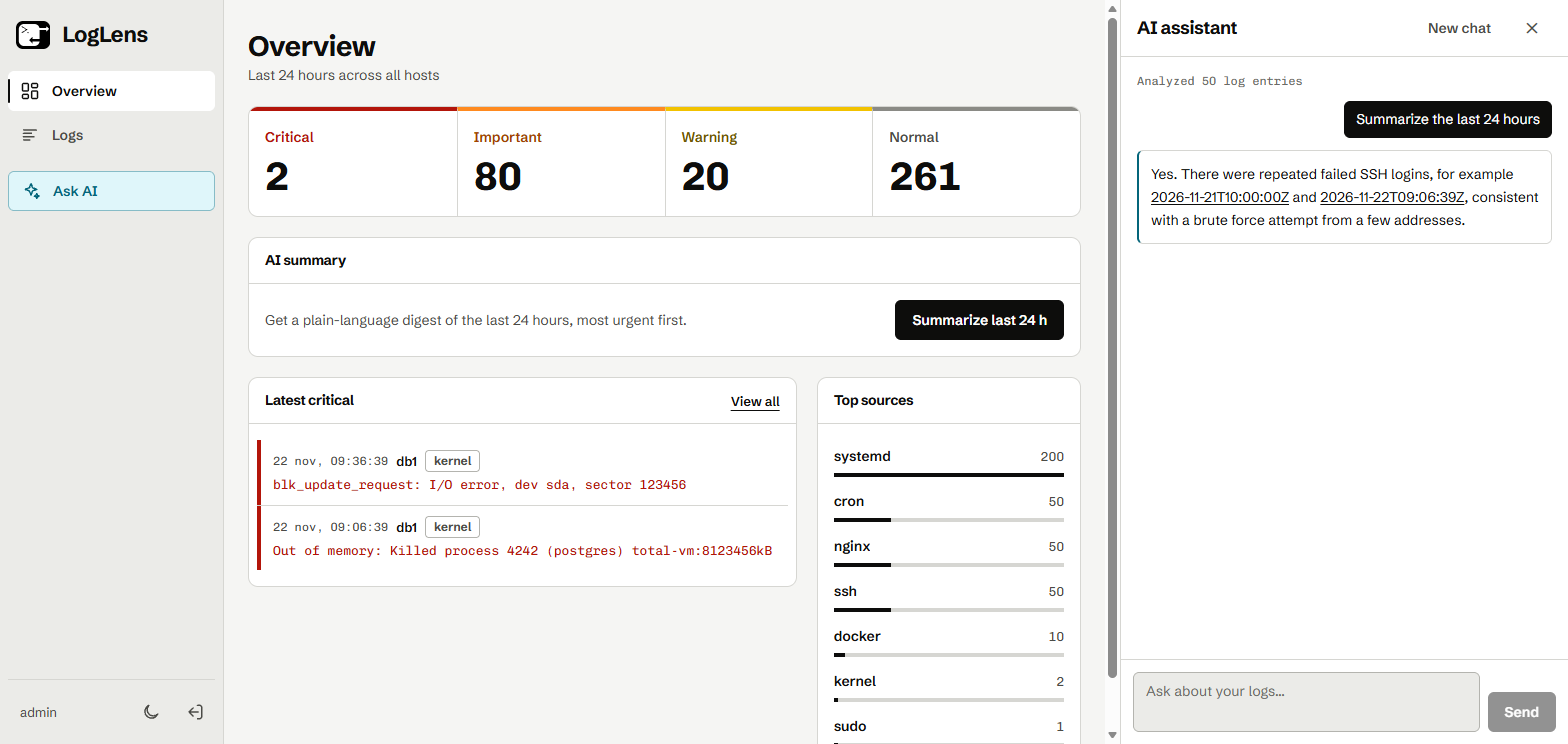 LogLens
Overview
Logs
Ask AI
admin
Overview
Last 24 hours across all hosts
Critical
2
Important
80
Warning
20
Normal
261
AI summary
Get a plain-language digest of the last 24 hours, most urgent first.
Summarize last 24 h
Latest critical
View all
22 nov, 09:36:39 db1 kernel
blk_update_request: I/O error, dev sda, sector 123456
22 nov, 09:06:39 db1 kernel
Out of memory: Killed process 4242 (postgres) total-vm:8123456kB
Top sources
systemd 200
cron 50
nginx 50
ssh 50
docker 10
kernel 2
sudo 1
AI assistant
New chat
Analyzed 50 log entries
Summarize the last 24 hours
Yes. There were repeated failed SSH logins, for example
2026-11-21T10:00:00Z and 2026-11-22T09:06:39Z, consistent
with a brute force attempt from a few addresses.
Ask about your logs...
Send